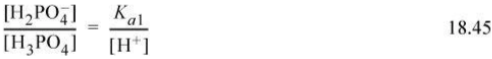 [H₂PO₄⁻] / [H₃PO₄] = Kₐ₁ / [H⁺] 18.45